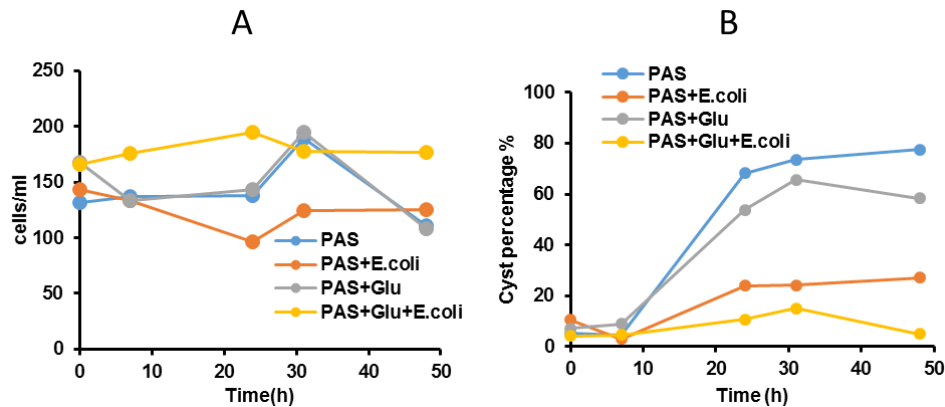 A
250
200
150
100
50
0
cells/ml
0
10
20
30
40
50
Time(h)
PAS
PAS+E.coli
PAS+Glu
PAS+Glu+E.coli
B
PAS
PAS+E.coli
PAS+Glu
PAS+Glu+E.coli
100
80
60
40
20
0
Cyst percentage %
0
10
20
30
40
50
Time (h)